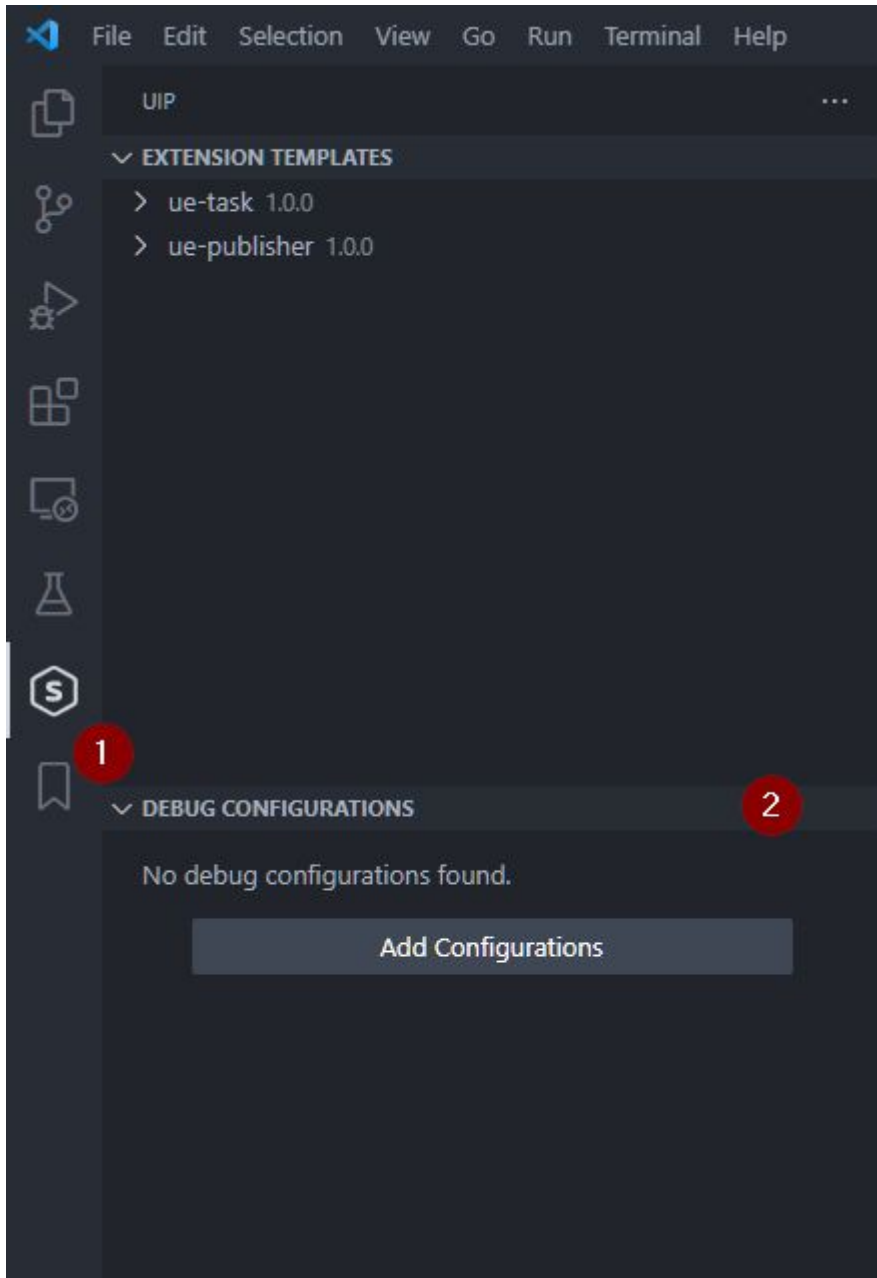 File Edit Selection View Go Run Terminal Help
UIP
EXTENSION TEMPLATES
ue-task 1.0.0
ue-publisher 1.0.0
S
1
DEBUG CONFIGURATIONS 2
No debug configurations found.
Add Configurations